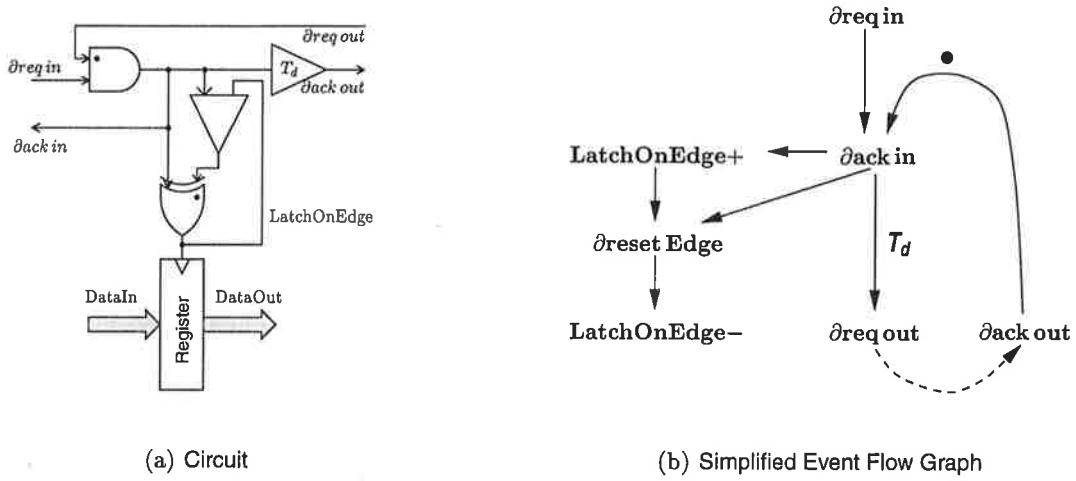 ∂req out
∂req in
T_d
∂ack out
∂ack in
LatchOnEdge
DataIn
DataOut
Register
(a) Circuit
∂req in
LatchOnEdge+
∂ack in
∂reset Edge
T_d
LatchOnEdge−
∂req out
∂ack out
(b) Simplified Event Flow Graph